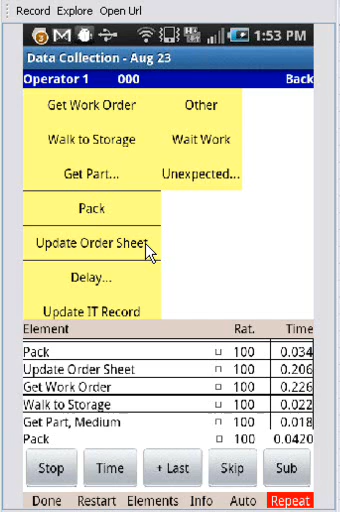 Record Explore Open Url
1:53 PM
Data Collection - Aug 23
Operator 1 000 Back
Get Work Order Other
Walk to Storage Wait Work
Get Part... Unexpected...
Pack
Update Order Sheet
Delay...
Update IT Record
Element Rat. Time
Pack 100 0.034
Update Order Sheet 100 0.206
Get Work Order 100 0.226
Walk to Storage 100 0.022
Get Part, Medium 100 0.018
Pack 100 0.0420
Stop Time + Last Skip Sub
Done Restart Elements Info Auto Repeat